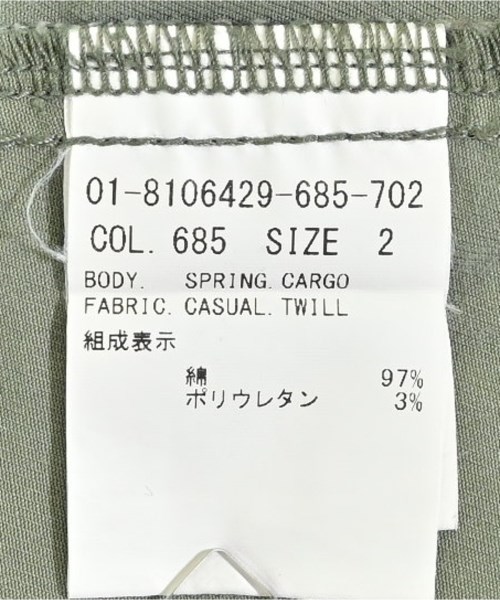 01-8106429-685-702
COL. 685 SIZE 2
BODY. SPRING. CARGO
FABRIC. CASUAL. TWILL
組成表示
綿 97%
ポリウレタン 3%